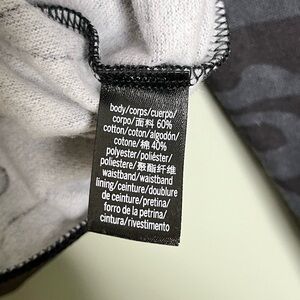 body/corps/cuerpo/
corpo/面料 60%
cotton/coton/algodón/
cotone/棉 40%
polyester/poliéster/
poliestere/聚酯纤维
waistband/waistband
lining/ceinture/doublure
de ceinture/pretina/
forro de la petrina/
cintura/rivestimento